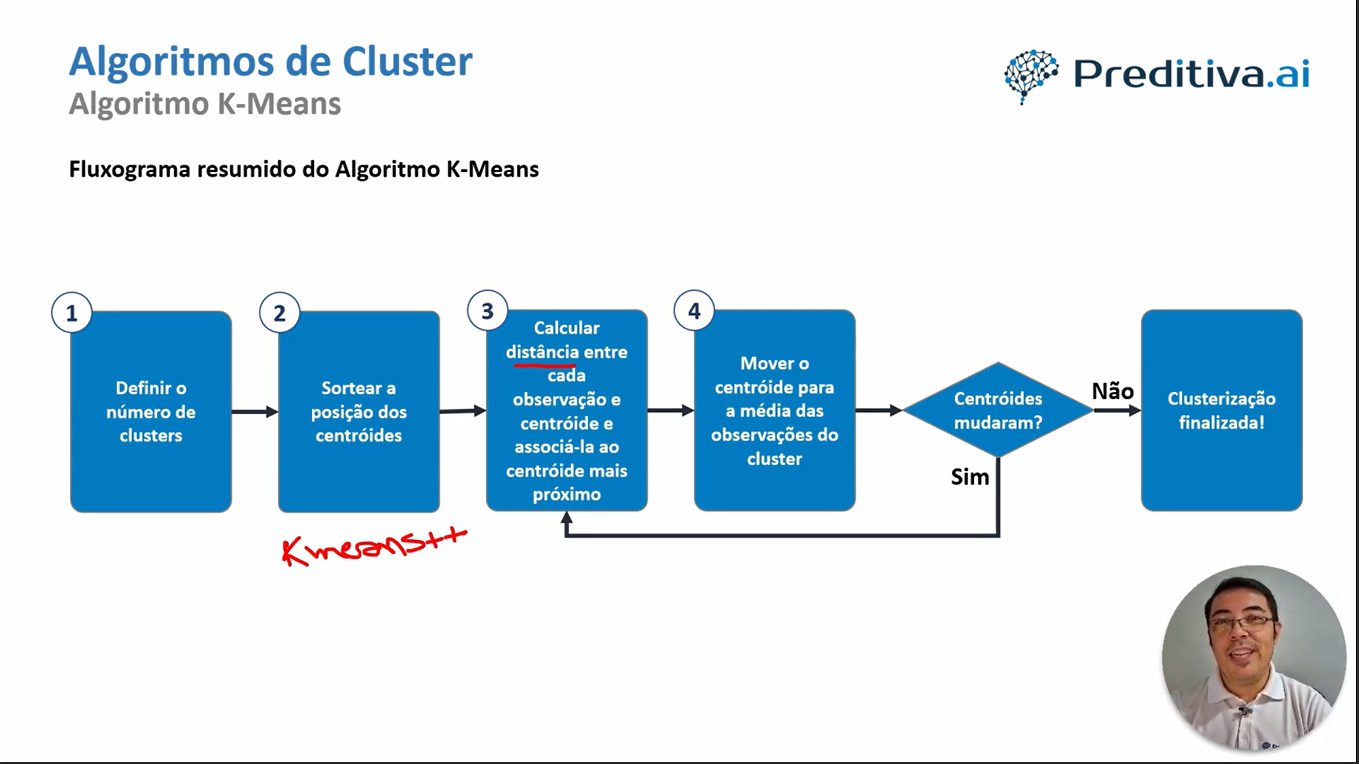 Algoritmos de Cluster
Algoritmo K-Means
Preditiva.ai
Fluxograma resumido do Algoritmo K-Means
1
Definir o
número de
clusters
2
Sortear a
posição dos
centróides
3
Calcular
distância entre
cada
observação e
centróide e
associá-la ao
centróide mais
próximo
4
Mover o
centróide para
a média das
observações do
cluster
Centróides
mudaram?
Não
Sim
Clusterização
finalizada!
Kmeans++